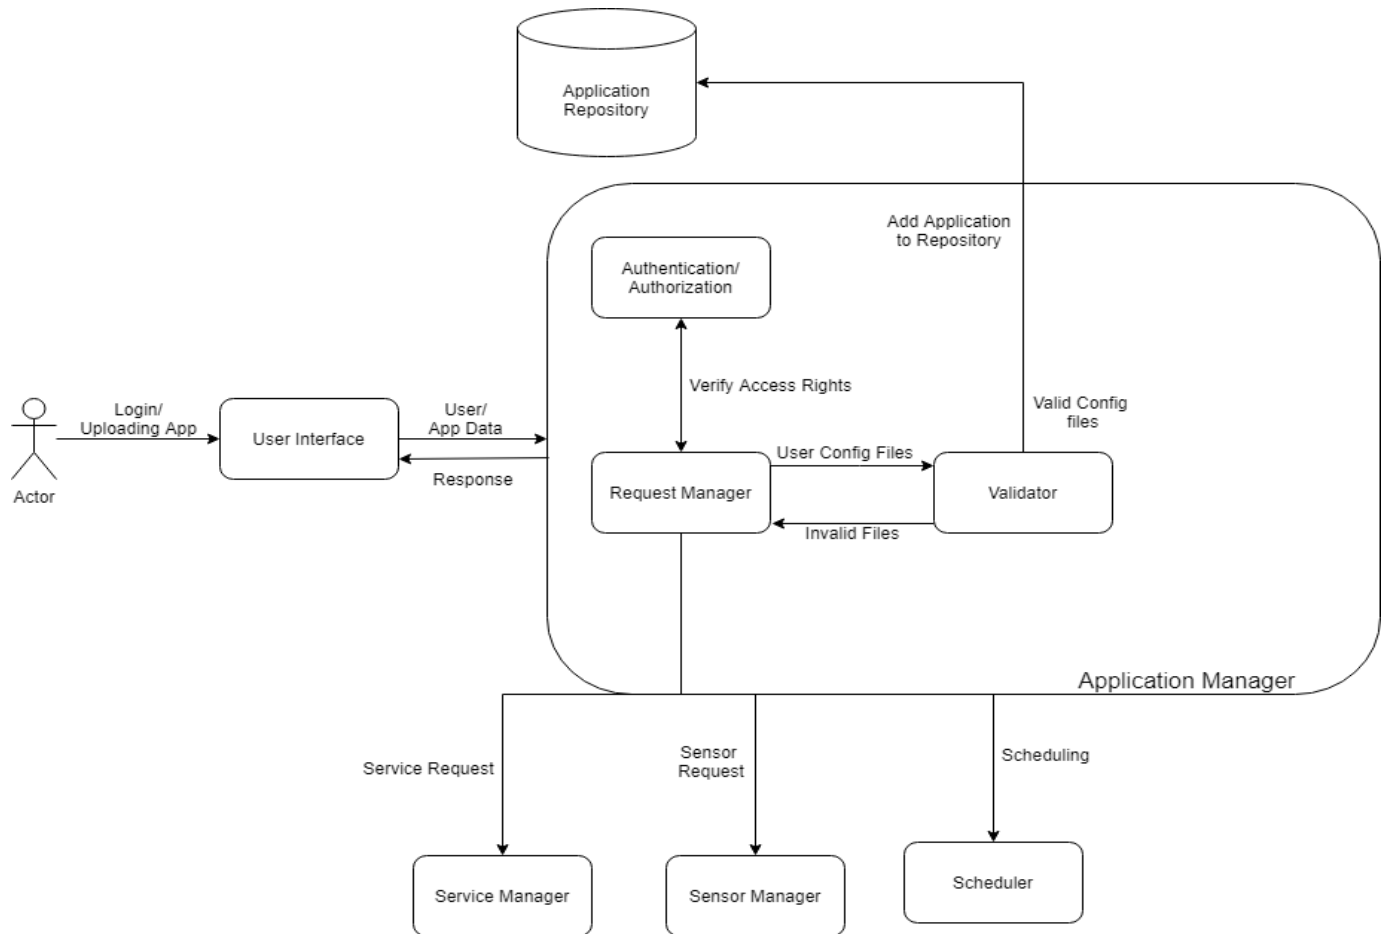 Application
Repository
Add Application
to Repository
Authentication/
Authorization
Verify Access Rights
Valid Config
files
Login/
Uploading App
User Interface
User/
App Data
Response
Actor
User Config Files
Request Manager
Validator
Invalid Files
Application Manager
Service Request
Sensor
Request
Scheduling
Service Manager
Sensor Manager
Scheduler